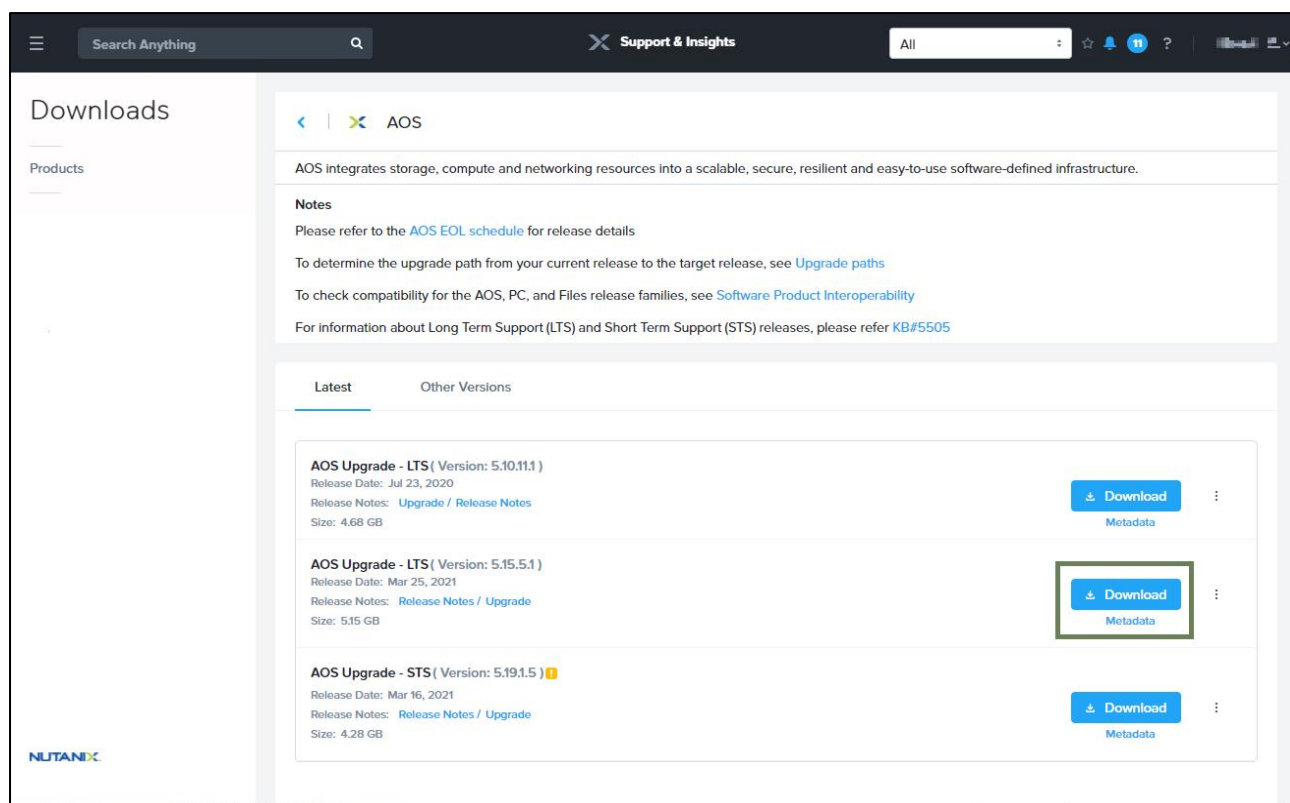 Search Anything
Support & Insights
All
11
?
Downloads
Products
AOS
AOS integrates storage, compute and networking resources into a scalable, secure, resilient and easy-to-use software-defined infrastructure.
Notes
Please refer to the AOS EOL schedule for release details
To determine the upgrade path from your current release to the target release, see Upgrade paths
To check compatibility for the AOS, PC, and Files release families, see Software Product Interoperability
For information about Long Term Support (LTS) and Short Term Support (STS) releases, please refer KB#5505
Latest Other Versions
AOS Upgrade - LTS ( Version: 5.10.11.1 )
Release Date: Jul 23, 2020
Release Notes: Upgrade / Release Notes
Size: 4.68 GB
Download
Metadata
AOS Upgrade - LTS ( Version: 5.15.5.1 )
Release Date: Mar 25, 2021
Release Notes: Release Notes / Upgrade
Size: 5.15 GB
Download
Metadata
AOS Upgrade - STS ( Version: 5.19.1.5 )
Release Date: Mar 16, 2021
Release Notes: Release Notes / Upgrade
Size: 4.28 GB
Download
Metadata
NUTANIX